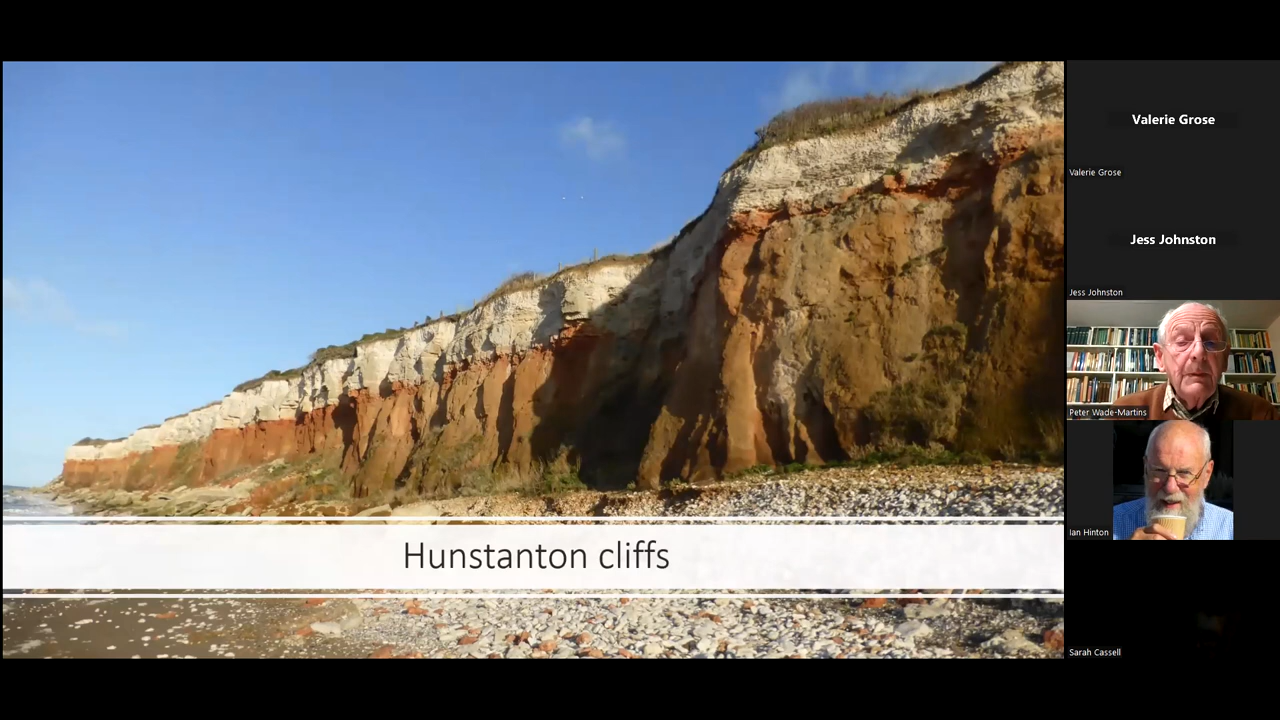 Hunstanton cliffs
Valerie Grose
Valerie Grose
Jess Johnston
Jess Johnston
Peter Wade-Martins
Ian Hinton
Sarah Cassell